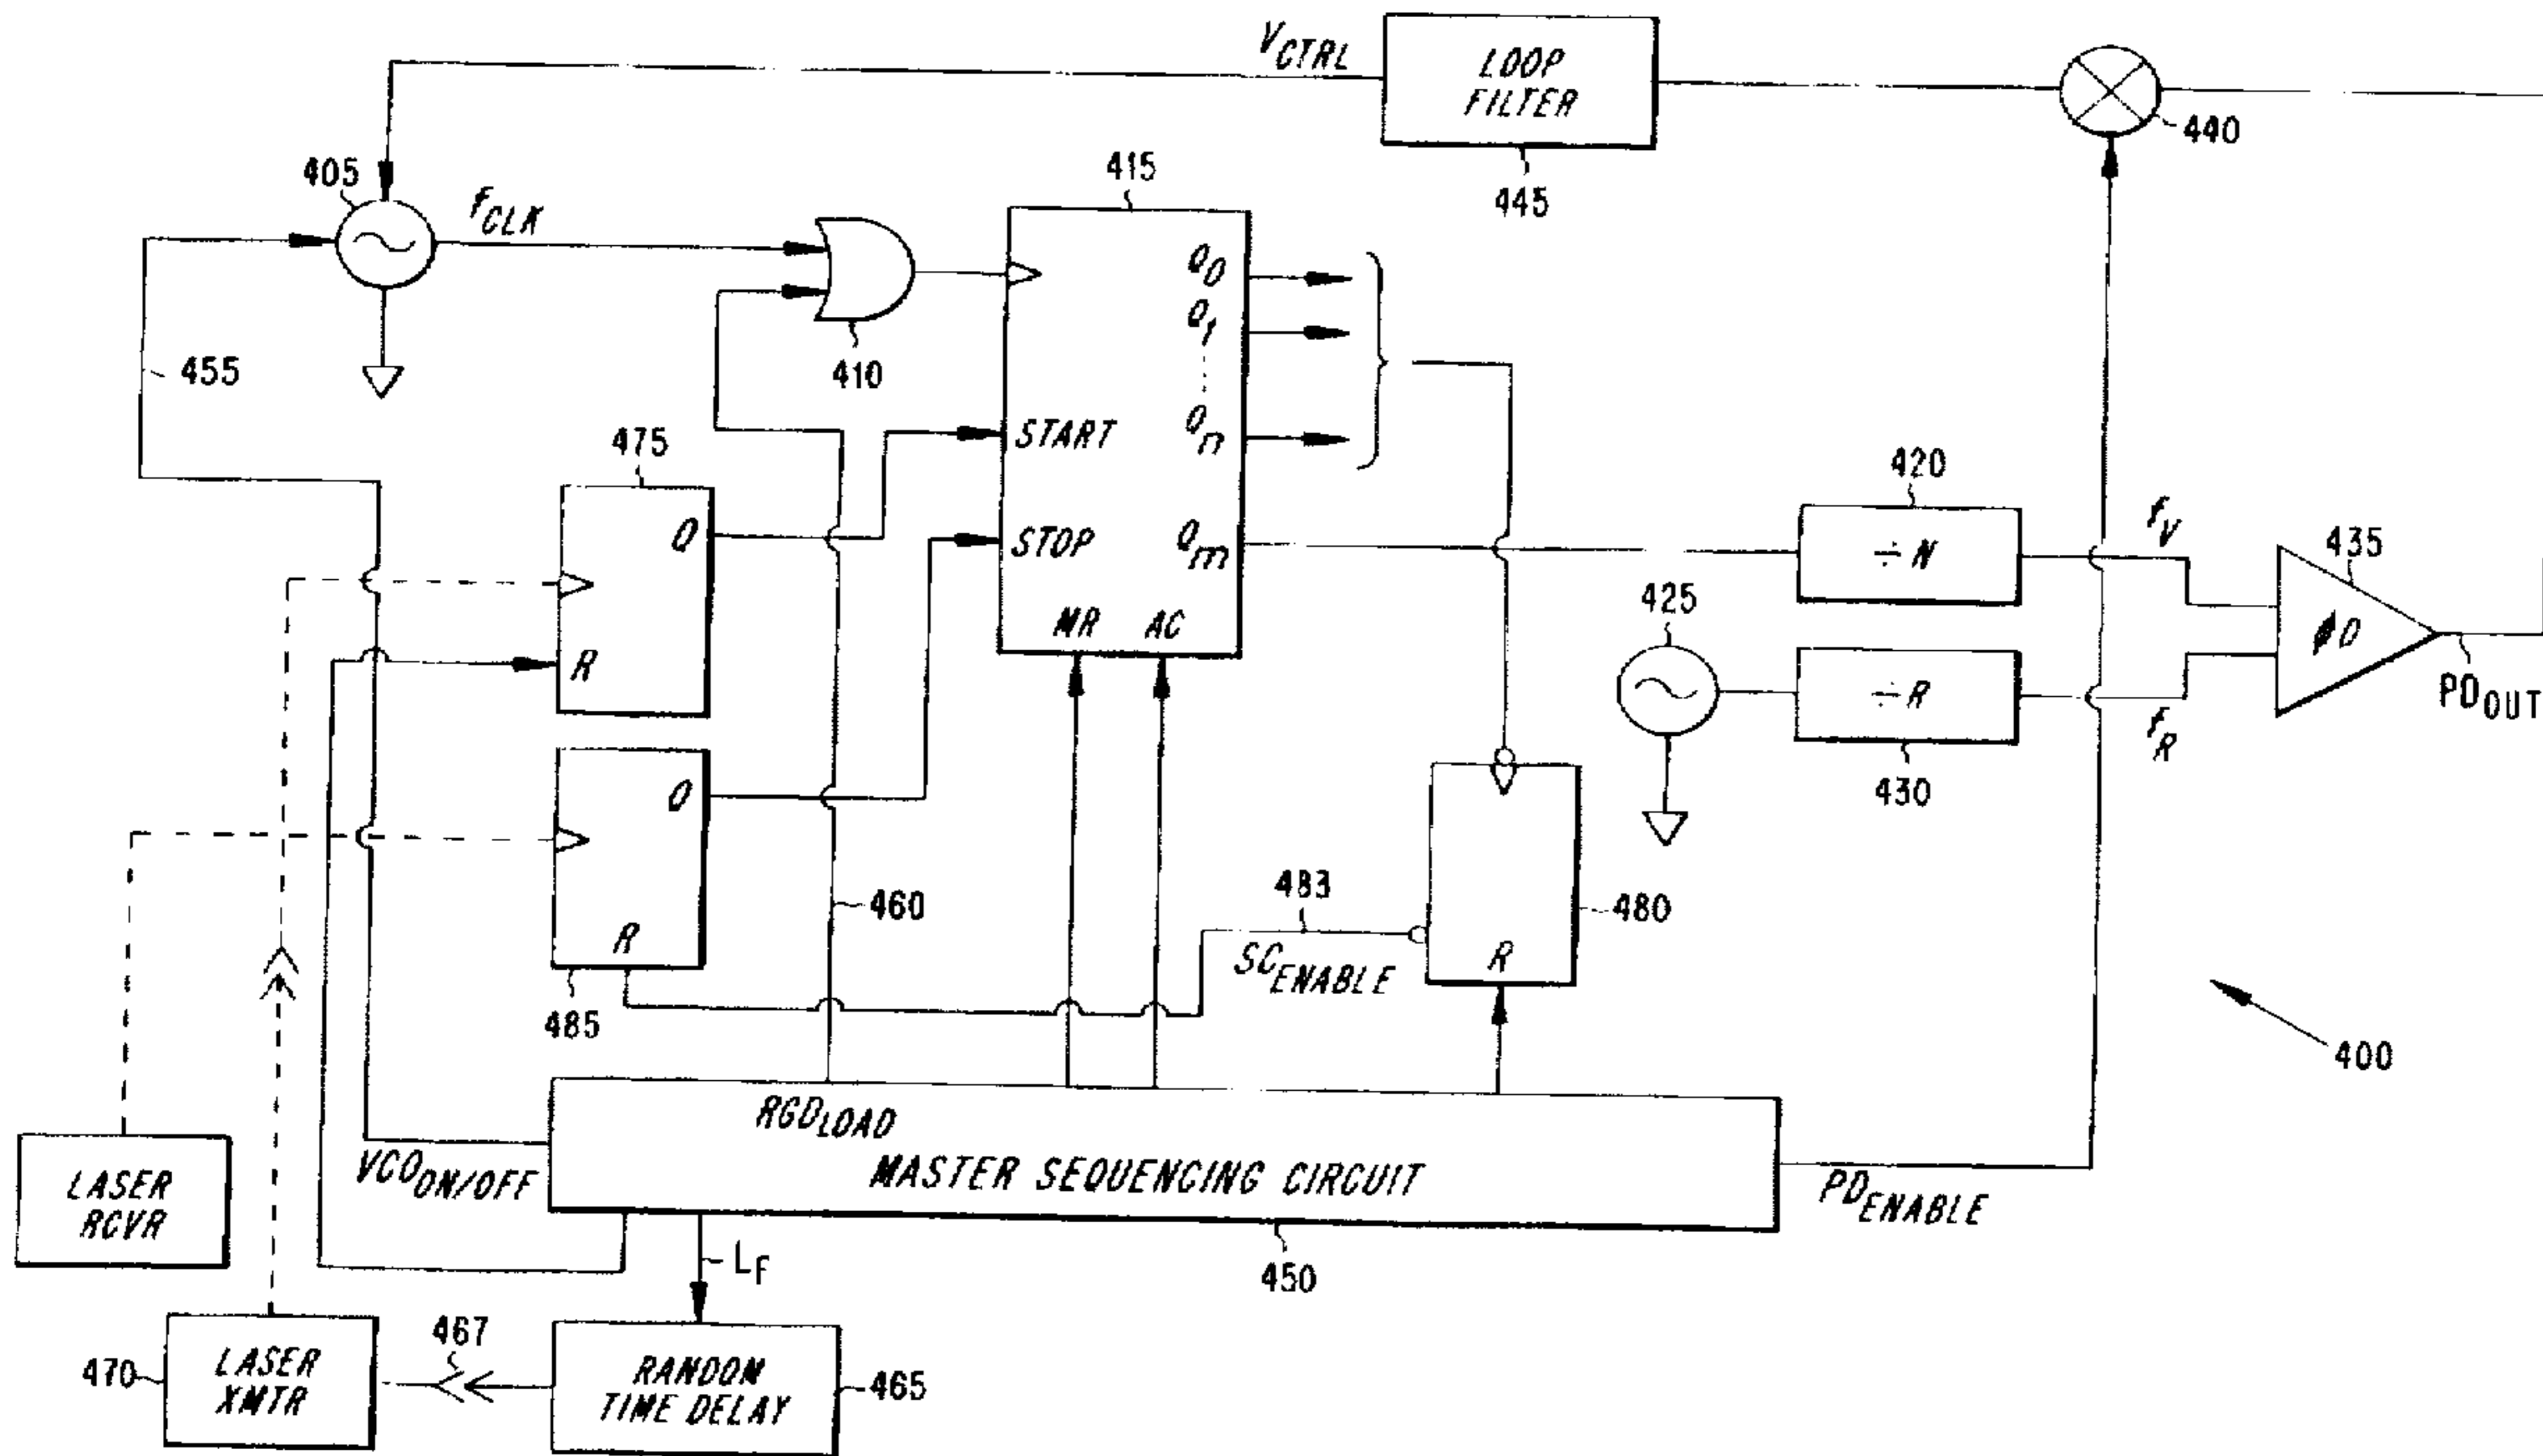 V_CTRL
LOOP
FILTER
440
445
405
f_CLK
415
410
455
Q_0
Q_1
Q_n
Q_m
START
STOP
MR
AC
475
Q
R
Q
R
485
460
420
÷N
f_V
425
÷R
430
f_R
435
ϕD
PD_OUT
483
SC_ENABLE
R
480
400
RGD_LOAD
VCO_ON/OFF
MASTER SEQUENCING CIRCUIT
PD_ENABLE
450
L_F
LASER
RCVR
470
LASER
XMTR
467
RANDOM
TIME DELAY
465